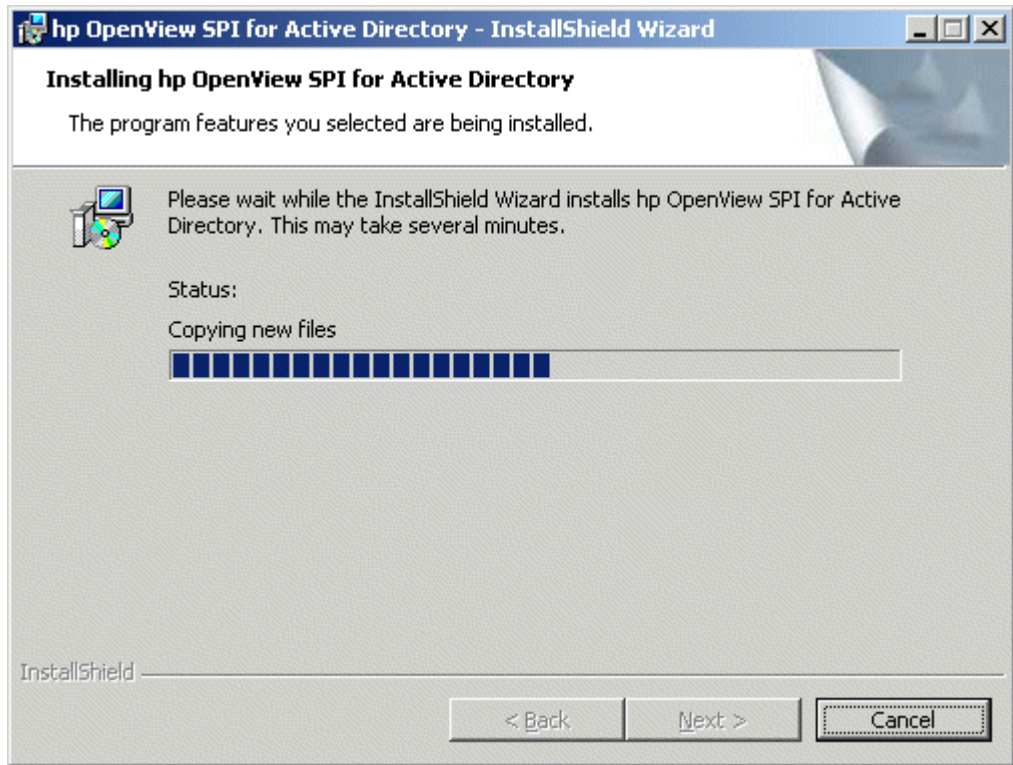 hp OpenView SPI for Active Directory - InstallShield Wizard
Installing hp OpenView SPI for Active Directory
The program features you selected are being installed.
Please wait while the InstallShield Wizard installs hp OpenView SPI for Active
Directory. This may take several minutes.
Status:
Copying new files
InstallShield
< Back
Next >
Cancel